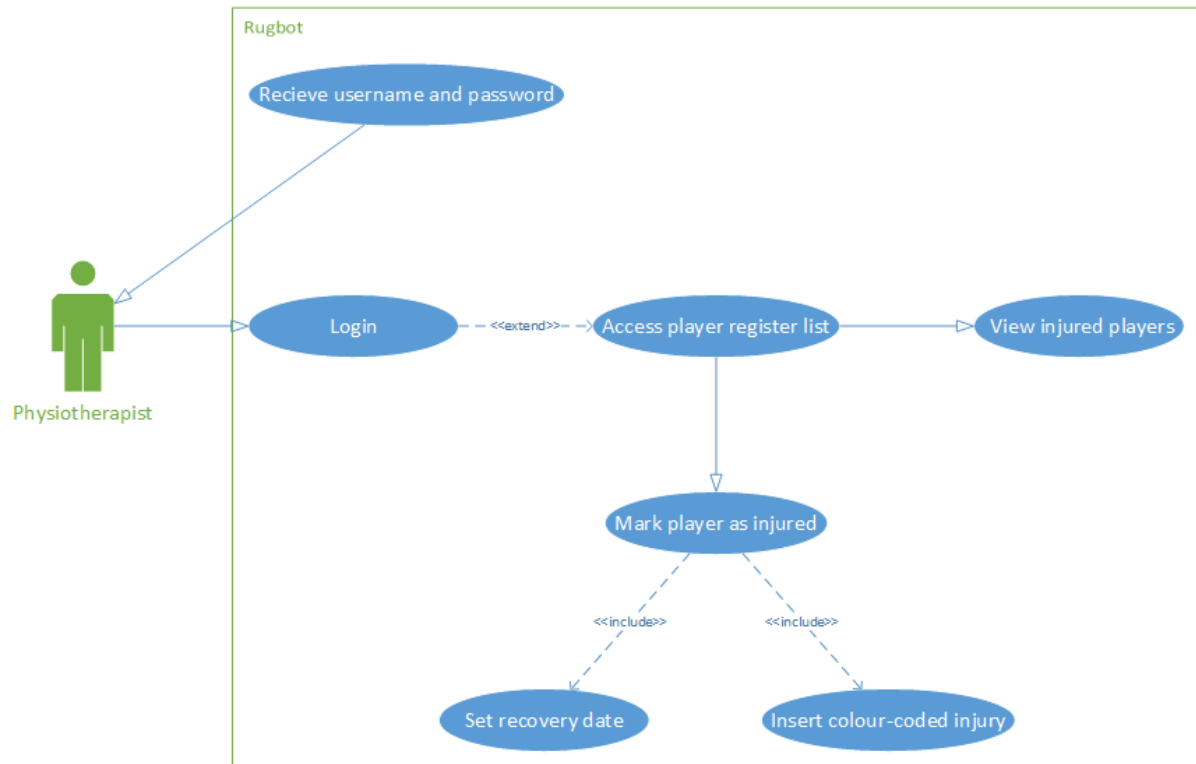 Rugbot
Recieve username and password
Login
<<extend>>
Access player register list
View injured players
Physiotherapist
Mark player as injured
<<include>>
<<include>>
Set recovery date
Insert colour-coded injury